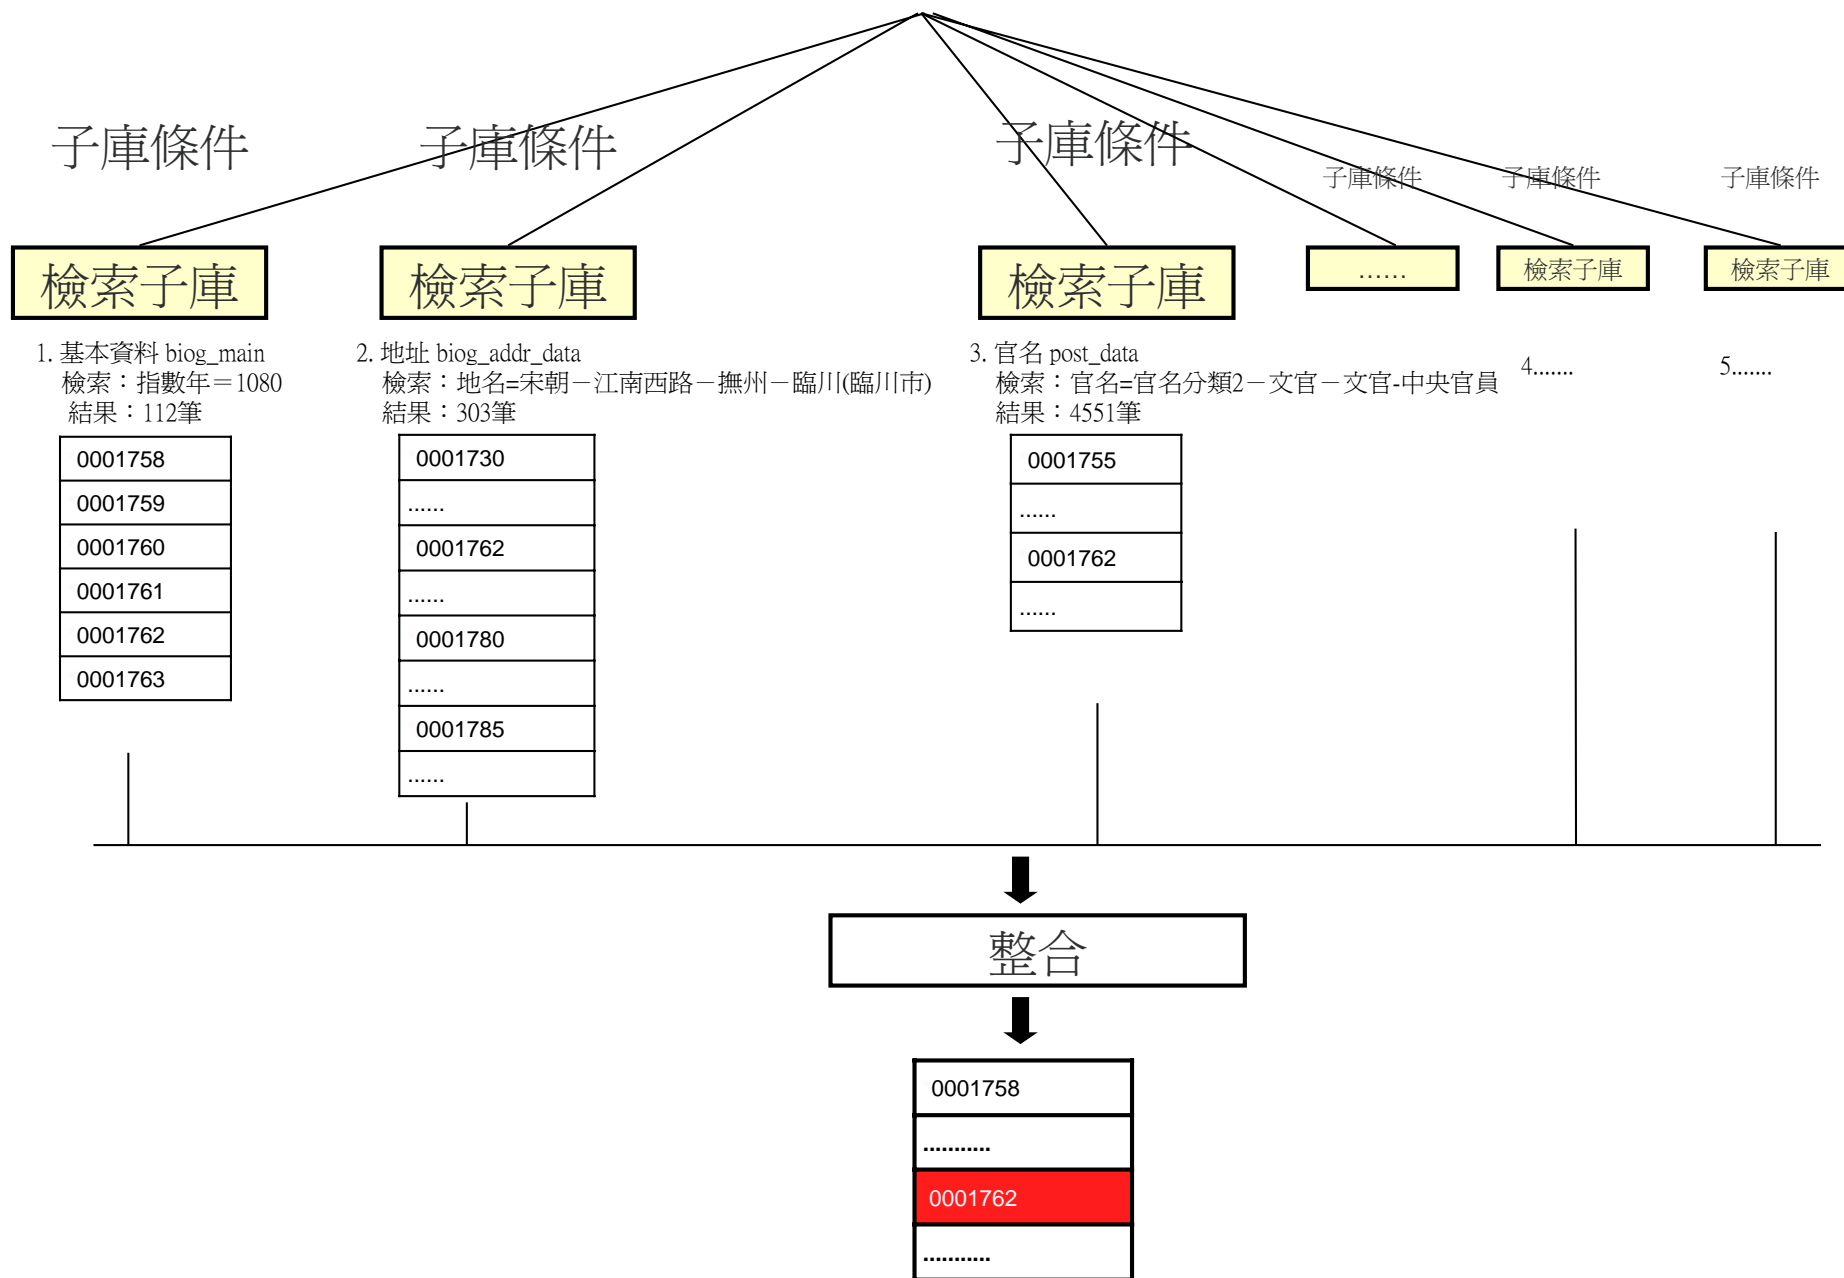 子庫條件
子庫條件
子庫條件
子庫條件
子庫條件
子庫條件
檢索子庫
檢索子庫
檢索子庫
……
檢索子庫
檢索子庫
1. 基本資料 biog_main
檢索：指數年＝1080
結果：112筆
0001758
0001759
0001760
0001761
0001762
0001763
2. 地址 biog_addr_data
檢索：地名=宋朝－江南西路－撫州－臨川(臨川市)
結果：303筆
0001730
......
0001762
......
0001780
......
0001785
......
3. 官名 post_data
檢索：官名=官名分類2－文官－文官-中央官員
結果：4551筆
0001755
......
0001762
......
4.......
5.......
整合
0001758
...........
0001762
...........